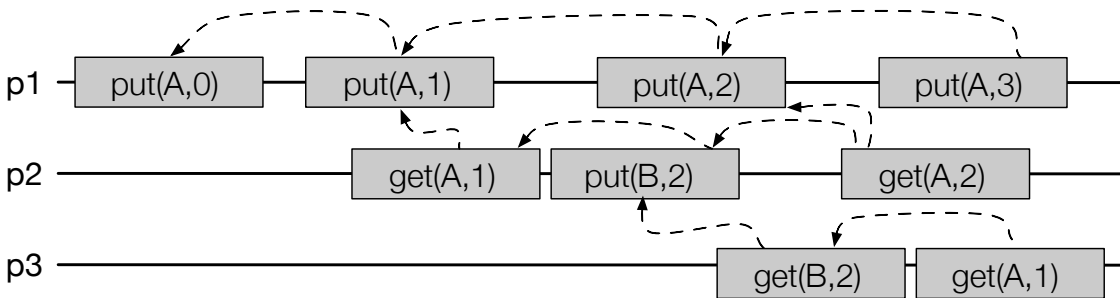 p1 put(A,0) put(A,1) put(A,2) put(A,3)
p2 get(A,1) put(B,2) get(A,2)
p3 get(B,2) get(A,1)